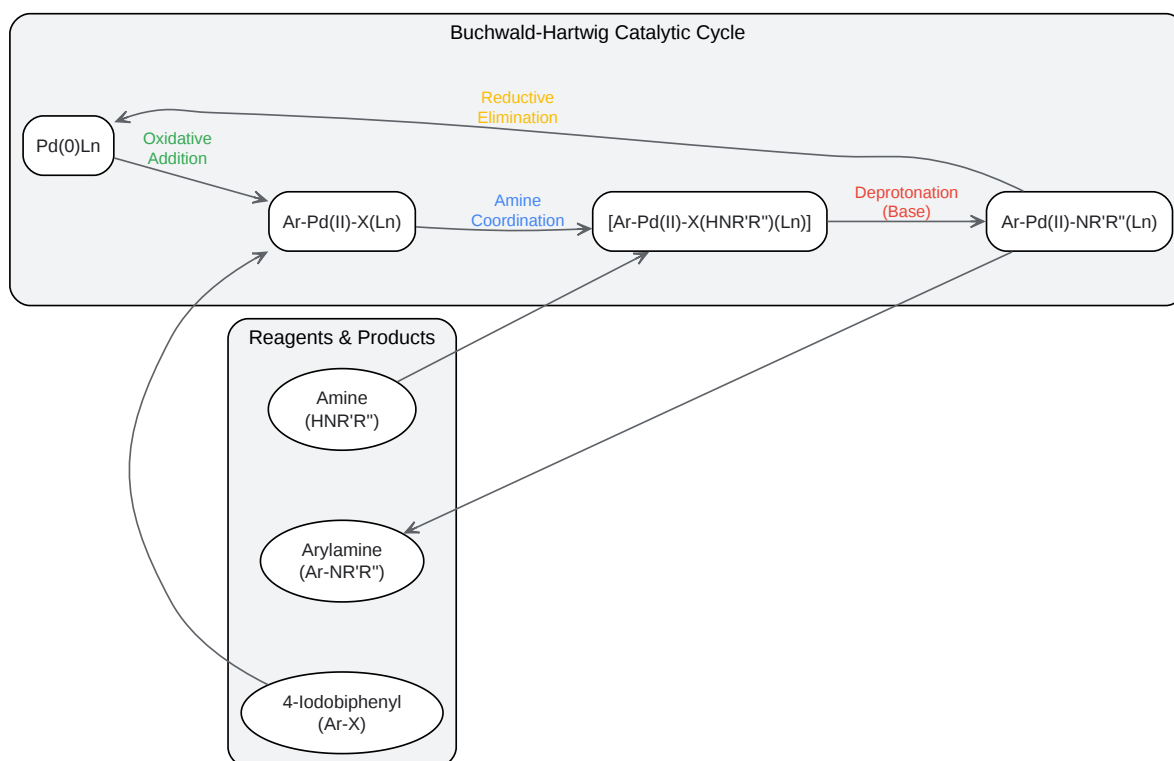 Buchwald-Hartwig Catalytic Cycle
Reductive
Elimination
Pd(0)Ln
Oxidative
Addition
Ar-Pd(II)-X(Ln)
Amine
Coordination
[Ar-Pd(II)-X(HNR'R")(Ln)]
Deprotonation
(Base)
Ar-Pd(II)-NR'R"(Ln)
Reagents & Products
Amine
(HNR'R")
Arylamine
(Ar-NR'R")
4-Iodobiphenyl
(Ar-X)